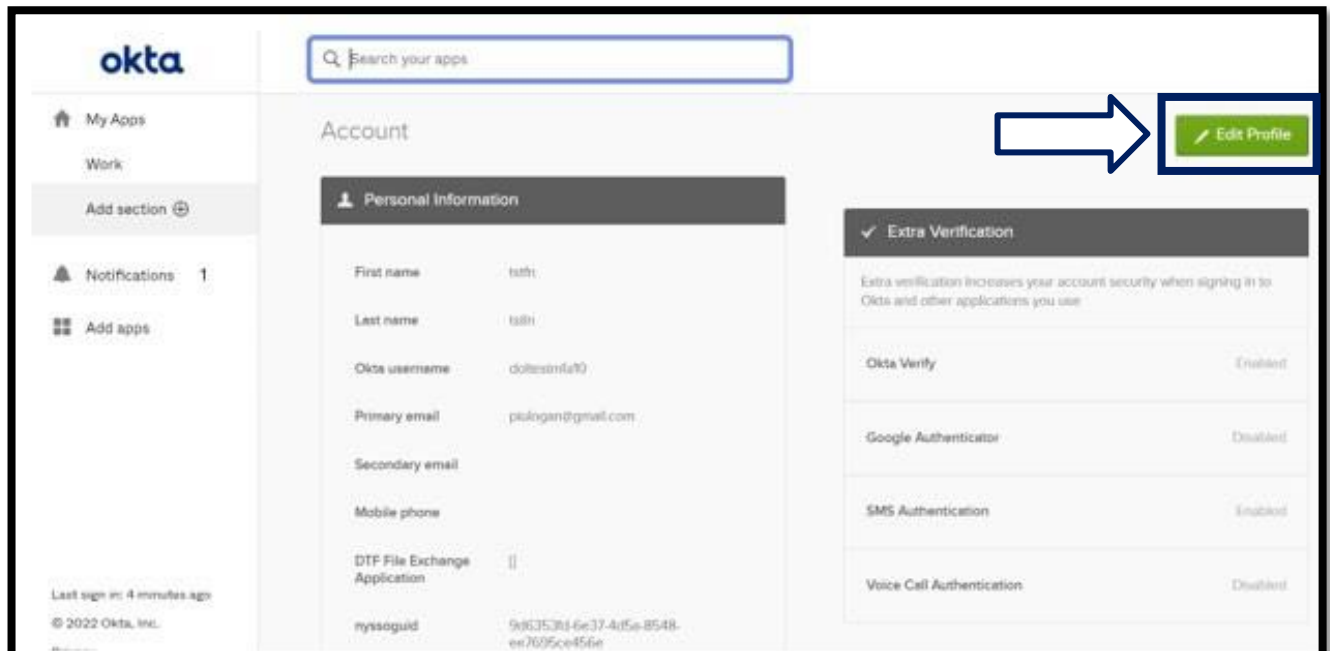 okta
Search your apps
My Apps
Work
Add section
Notifications 1
Add apps
Last sign in: 4 minutes ago
© 2022 Okta, Inc.
Account
Edit Profile
Personal Information
First name
Last name
Okta username
Primary email
Secondary email
Mobile phone
DTF File Exchange []
Application
nyssoguid
Extra Verification
Extra verification increases your account security when signing in to
Okta and other applications you use
Okta Verify Enabled
Google Authenticator Disabled
SMS Authentication Enabled
Voice Call Authentication Disabled